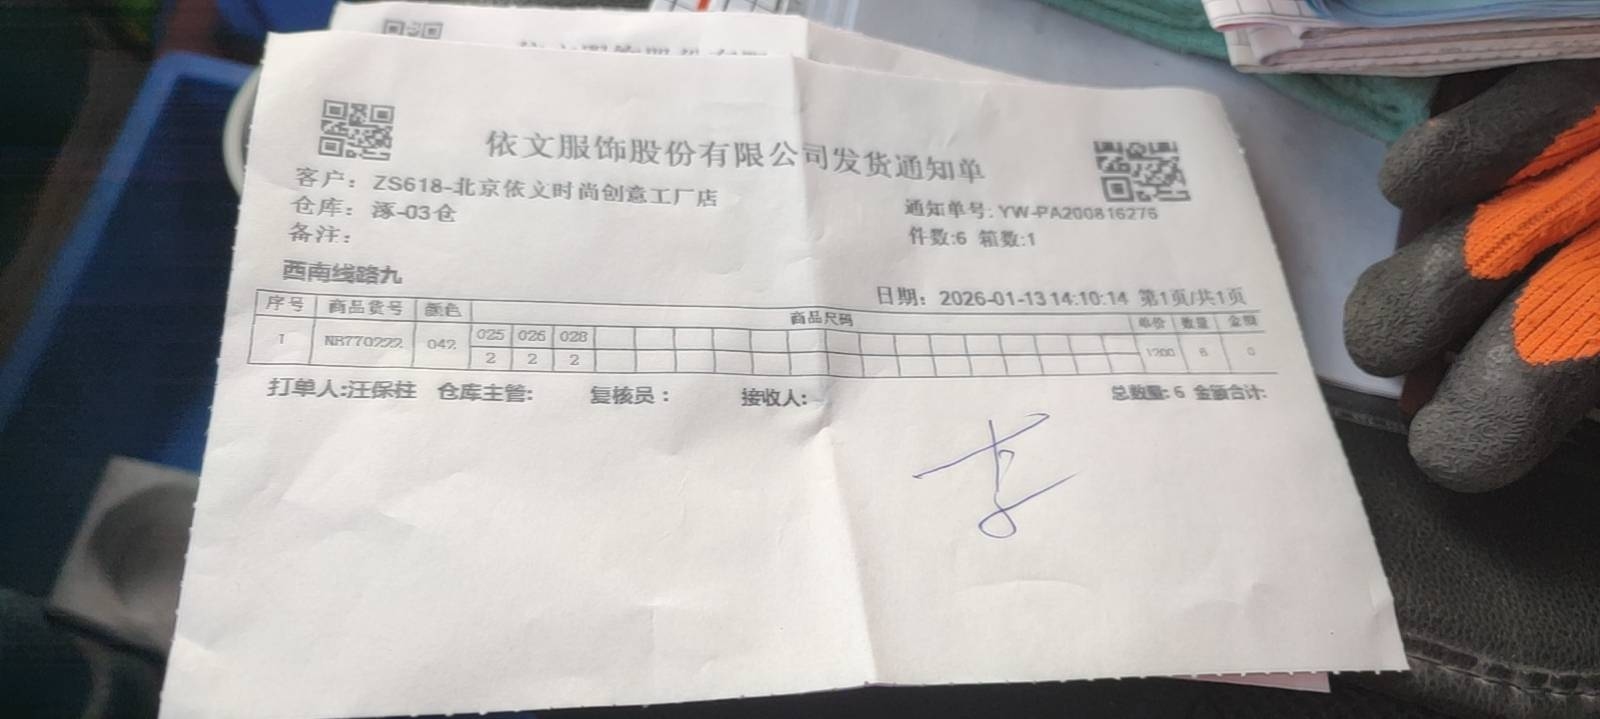 依文服饰股份有限公司发货通知单
客户：ZS618-北京依文时尚创意工厂店
仓库：涿-03仓
通知单号:YW-PA200816276
备注：
件数:6 箱数:1
西南线路九
日期：2026-01-13 14:10:14 第1页/共1页
序号 商品货号 颜色 商品尺码 单价 数量 金额
1 NB770222 042 025 026 028 1200 6 0
2 2 2
打单人:汪保柱 仓库主管: 复核员： 接收人: 总数量: 6 金额合计: